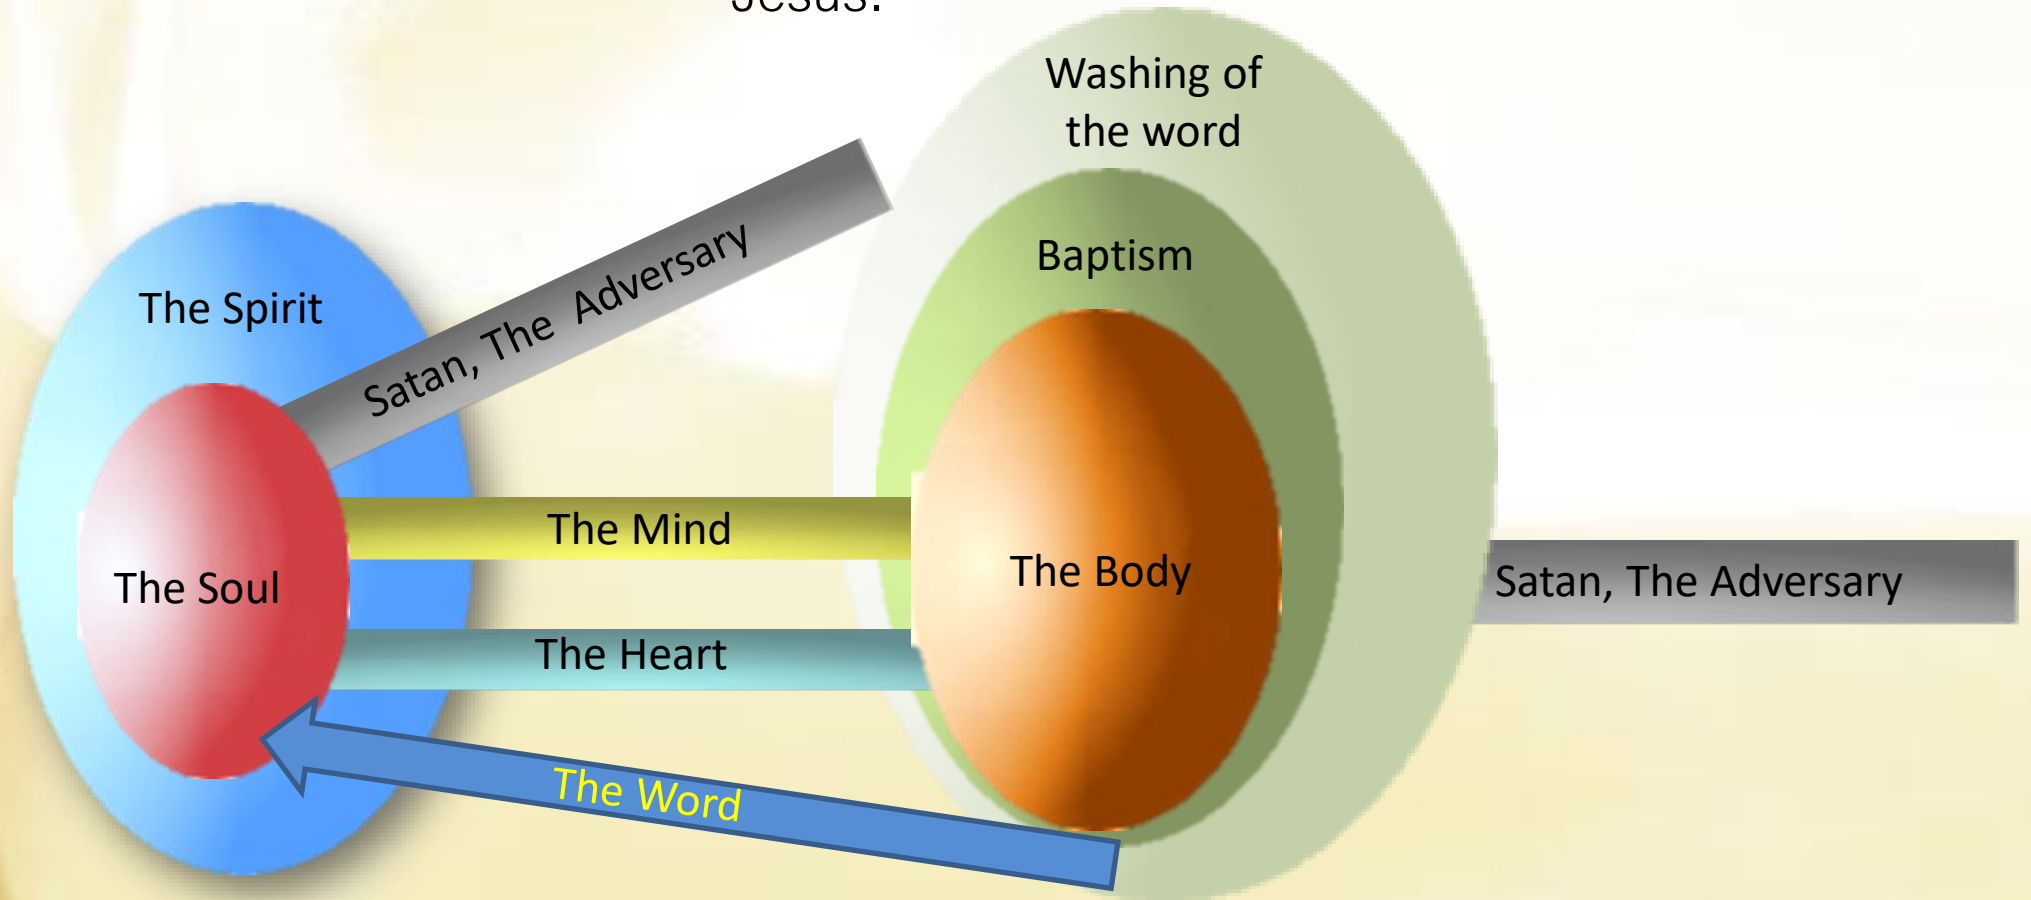 Jesus.
Washing of
the word
Baptism
The Spirit
Satan, The  Adversary
The Mind
The Soul
The Body
Satan, The Adversary
The Heart
The Word